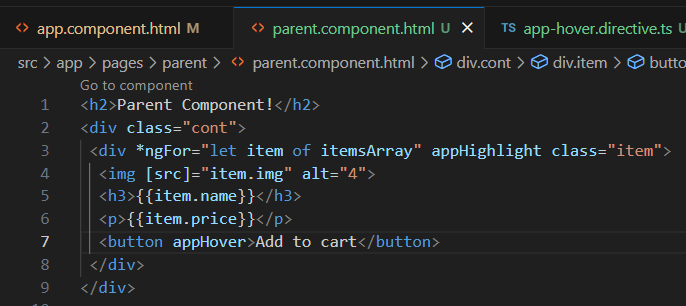 app.component.html M parent.component.html U app-hover.directive.ts U
src > app > pages > parent > parent.component.html > div.cont > div.item > butto
Go to component
1 <h2>Parent Component!</h2>
2 <div class="cont">
3 <div *ngFor="let item of itemsArray" appHighlight class="item">
4 <img [src]="item.img" alt="4">
5 <h3>{{item.name}}</h3>
6 <p>{{item.price}}</p>
7 <button appHover>Add to cart</button>
8 </div>
9 </div>
10